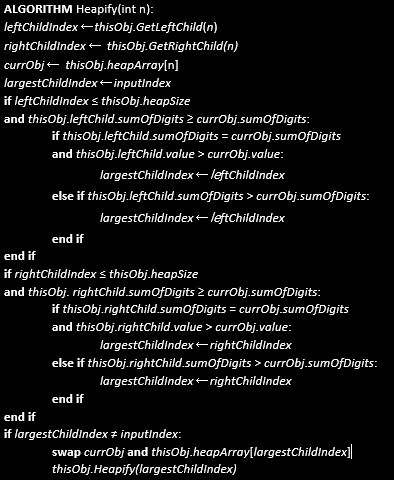 ALGORITHM Heapify(int n):
leftChildIndex ←thisObj.GetLeftChild(n)
rightChildIndex ← thisObj.GetRightChild(n)
currObj ← thisObj.heapArray[n]
largestChildIndex ←inputIndex
if leftChildIndex ≤ thisObj.heapSize
and thisObj.leftChild.sumOfDigits ≥ currObj.sumOfDigits:
if thisObj.leftChild.sumOfDigits = currObj.sumOfDigits
and thisObj.leftChild.value > currObj.value:
largestChildIndex ← leftChildIndex
else if thisObj.leftChild.sumOfDigits > currObj.sumOfDigits:
largestChildIndex ← leftChildIndex
end if
end if
if rightChildIndex ≤ thisObj.heapSize
and thisObj. rightChild.sumOfDigits ≥ currObj.sumOfDigits:
if thisObj.rightChild.sumOfDigits = currObj.sumOfDigits
and thisObj.rightChild.value > currObj.value:
largestChildIndex ← rightChildIndex
else if thisObj.rightChild.sumOfDigits > currObj.sumOfDigits:
largestChildIndex ← rightChildIndex
end if
end if
if largestChildIndex ≠ inputIndex:
swap currObj and thisObj.heapArray[largestChildIndex]
thisObj.Heapify(largestChildIndex)